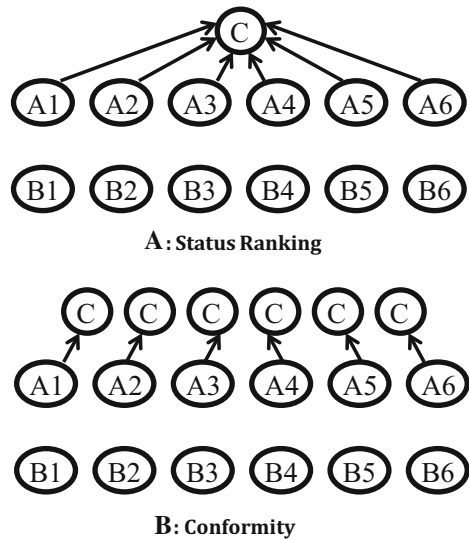 C
A1 A2 A3 A4 A5 A6
B1 B2 B3 B4 B5 B6
A: Status Ranking
C C C C C C
A1 A2 A3 A4 A5 A6
B1 B2 B3 B4 B5 B6
B: Conformity